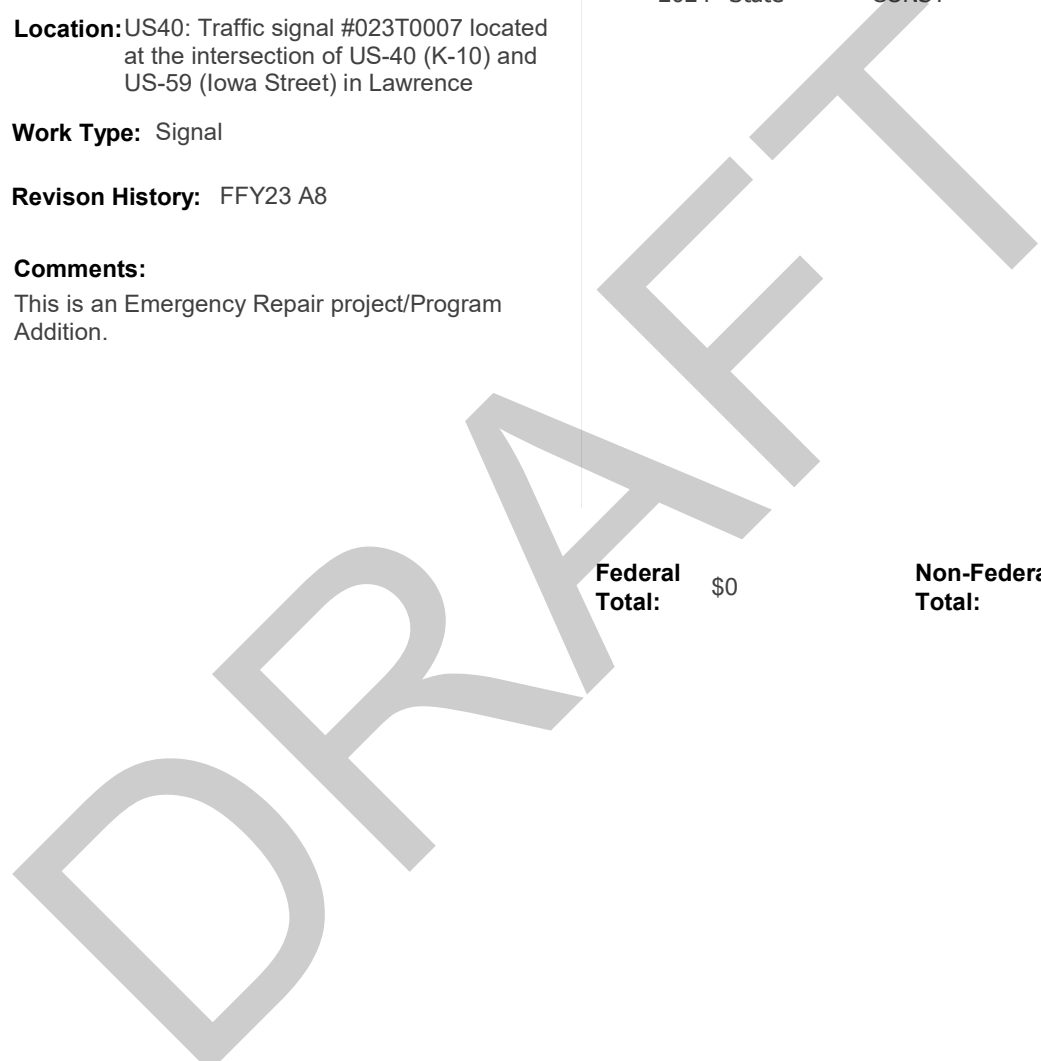 Location: US40: Traffic signal #023T0007 located
at the intersection of US-40 (K-10) and
US-59 (Iowa Street) in Lawrence
Work Type: Signal
Revison History: FFY23 A8
Comments:
This is an Emergency Repair project/Program
Addition.
Federal
Total: $0
Non-Federa
Total:
DRAFT